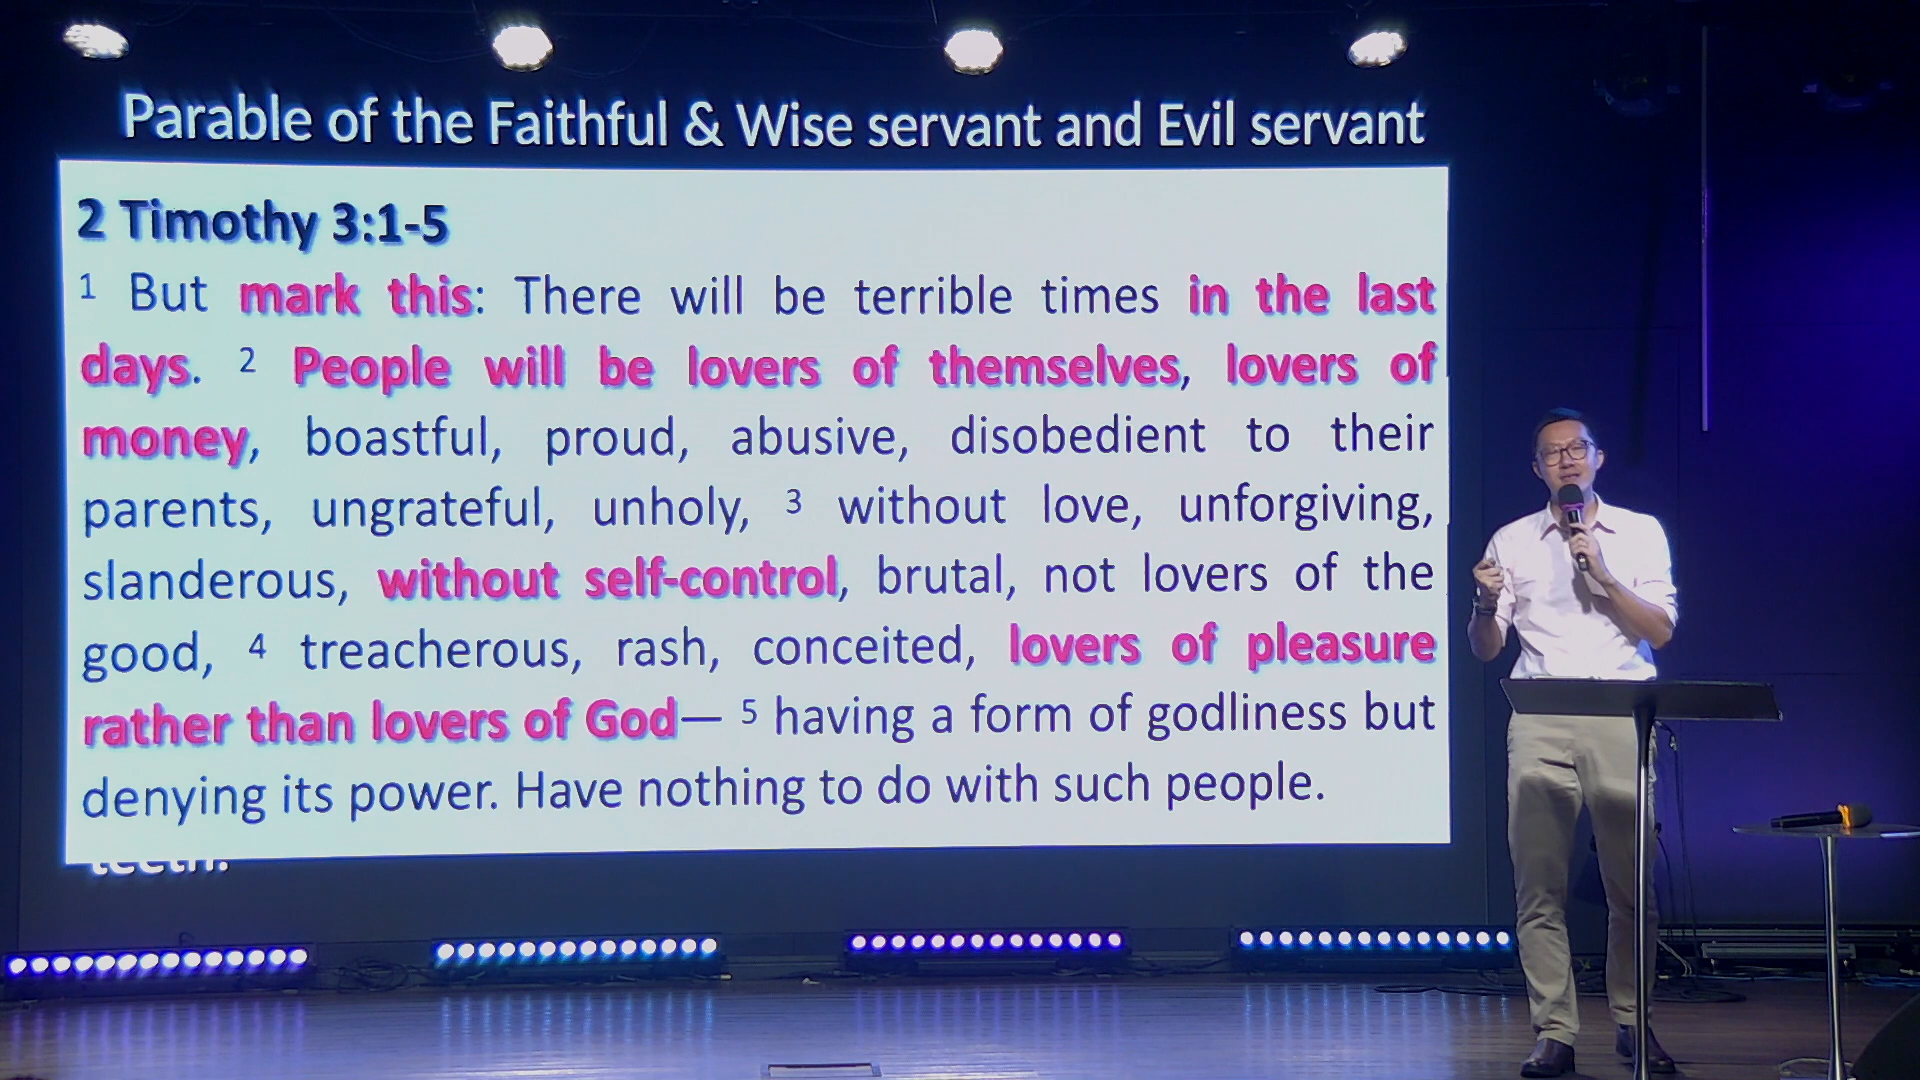 Parable of the Faithful & Wise servant and Evil servant
2 Timothy 3:1-5
1 But mark this: There will be terrible times in the last
days. 2 People will be lovers of themselves, lovers of
money, boastful, proud, abusive, disobedient to their
parents, ungrateful, unholy, 3 without love, unforgiving,
slanderous, without self-control, brutal, not lovers of the
good, 4 treacherous, rash, conceited, lovers of pleasure
rather than lovers of God— 5 having a form of godliness but
denying its power. Have nothing to do with such people.
teeth.